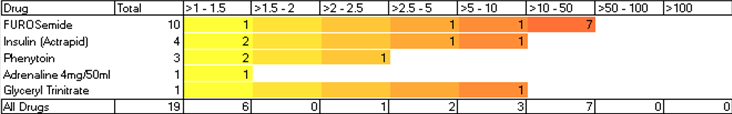 Drug Total >1 - 1.5 >1.5 - 2 >2 - 2.5 >2.5 - 5 >5 - 10 >10 - 50 >50 - 100 >100
FUROSemide 10 1 1 1 7
Insulin (Actrapid) 4 2 1 1
Phenytoin 3 2 1
Adrenaline 4mg/50ml 1 1
Glyceryl Trinitrate 1 1
All Drugs 19 6 0 1 2 3 7 0 0